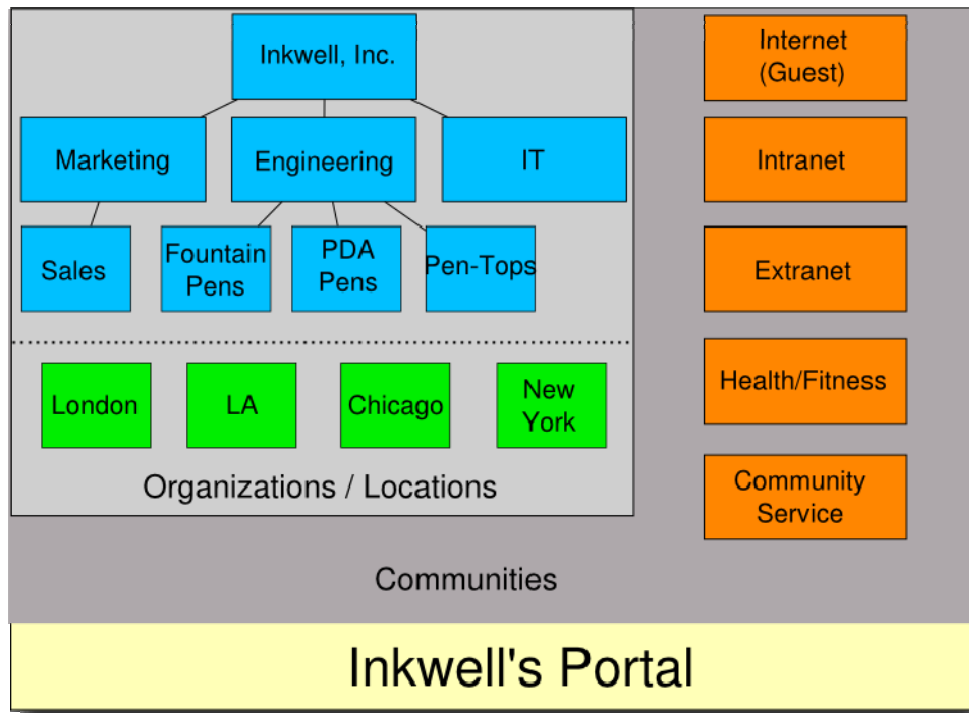 Inkwell, Inc.
Marketing
Engineering
IT
Sales
Fountain
Pens
PDA
Pens
Pen-Tops
London
LA
Chicago
New
York
Organizations / Locations
Internet
(Guest)
Intranet
Extranet
Health/Fitness
Community
Service
Communities
Inkwell's Portal